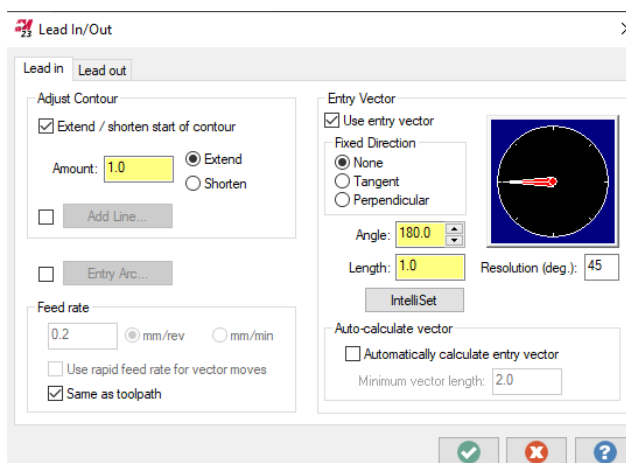 23 Lead In/Out
Lead in Lead out
Adjust Contour
Extend / shorten start of contour
Amount: 1.0
Extend
Shorten
Add Line...
Entry Arc...
Feed rate
0.2 mm/rev mm/min
Use rapid feed rate for vector moves
Same as toolpath
Entry Vector
Use entry vector
Fixed Direction
None
Tangent
Perpendicular
Angle: 180.0
Length: 1.0 Resolution (deg.): 45
IntelliSet
Auto-calculate vector
Automatically calculate entry vector
Minimum vector length: 2.0
?